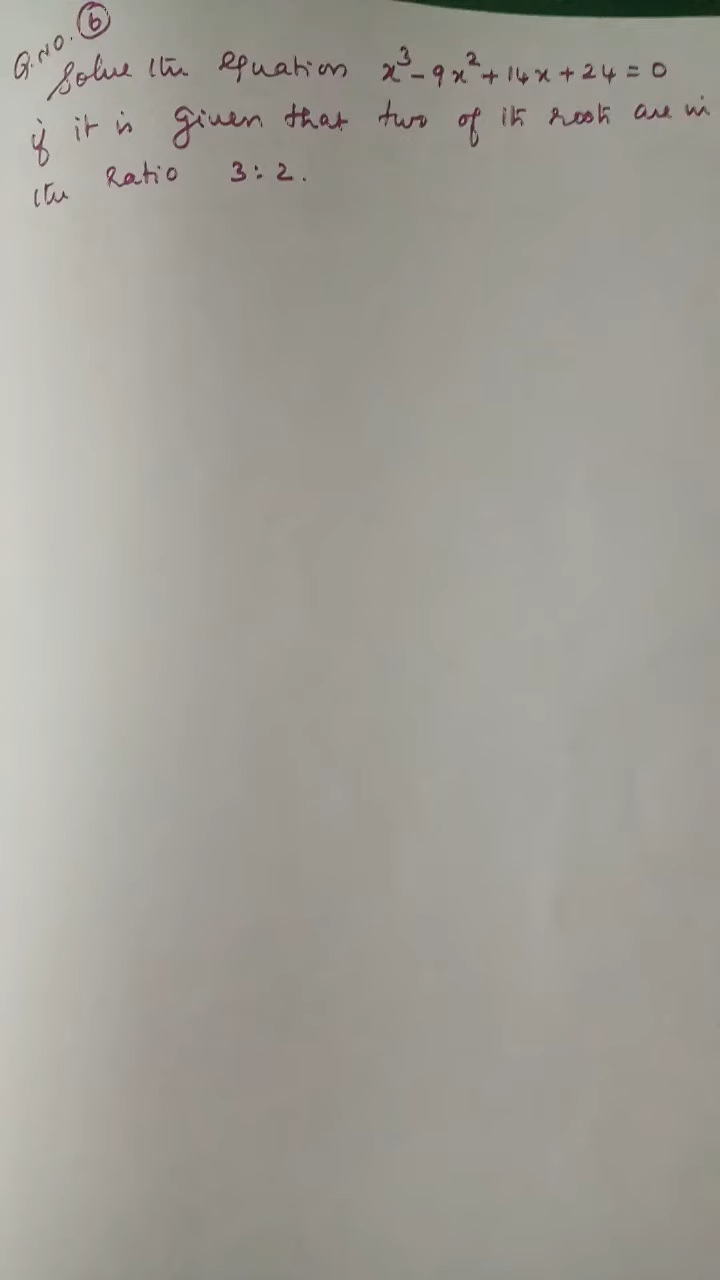 Q.NO. 6
Solve the equation x³ - 9x² + 14x + 24 = 0
if it is given that two of its roots are in
the Ratio 3:2.